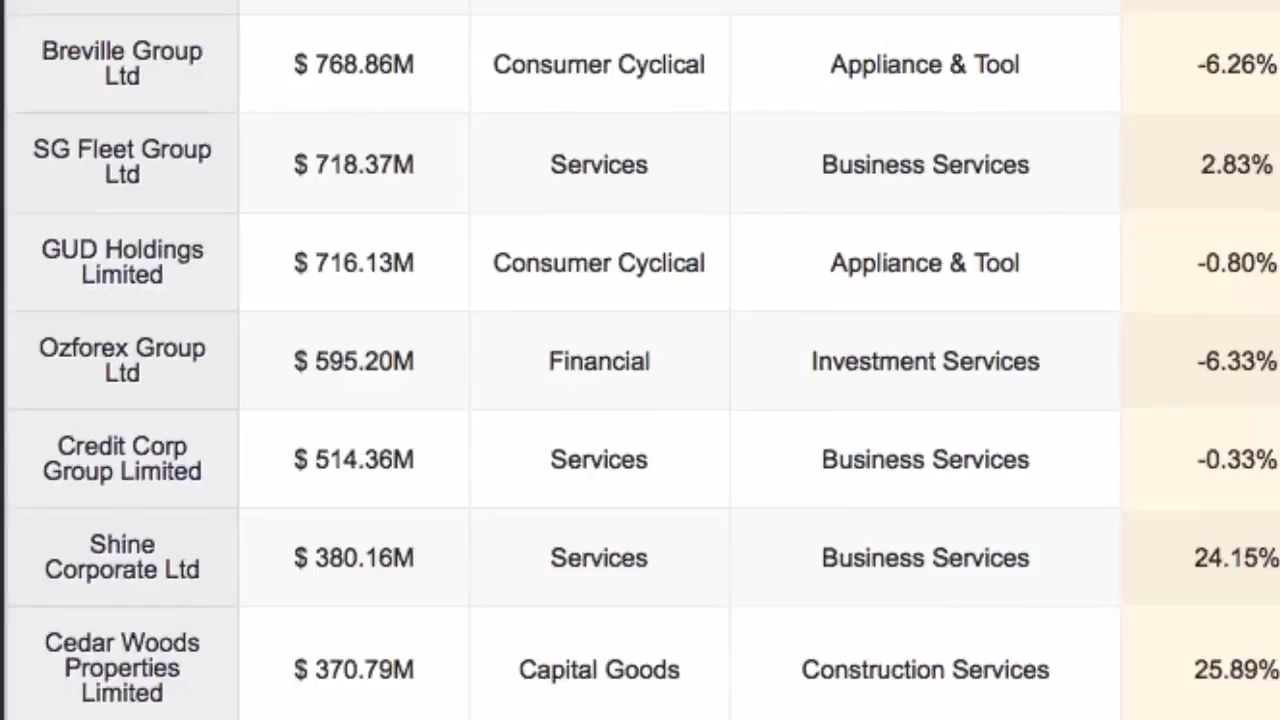 Breville Group
Ltd
$ 768.86M
Consumer Cyclical
Appliance & Tool
-6.26%
SG Fleet Group
Ltd
$ 718.37M
Services
Business Services
2.83%
GUD Holdings
Limited
$ 716.13M
Consumer Cyclical
Appliance & Tool
-0.80%
Ozforex Group
Ltd
$ 595.20M
Financial
Investment Services
-6.33%
Credit Corp
Group Limited
$ 514.36M
Services
Business Services
-0.33%
Shine
Corporate Ltd
$ 380.16M
Services
Business Services
24.15%
Cedar Woods
Properties
Limited
$ 370.79M
Capital Goods
Construction Services
25.89%